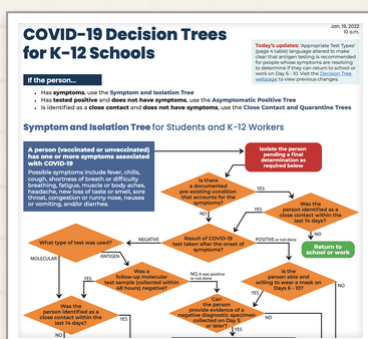 Jan. 19, 2022
10 a.m.
COVID-19 Decision Trees
for K-12 Schools
Today's updates: 'Appropriate Test Types'
(page 4 table) language altered to make
clear that antigen testing is recommended
for people whose symptoms are resolving
to determine if they can return to school or
work on Day 6 - 10. Visit the Decision Tree
webpage to view previous changes.
If the person...
Has symptoms, use the Symptom and Isolation Tree
Has tested positive and does not have symptoms, use the Asymptomatic Positive Tree
Is identified as a close contact and does not have symptoms, use the Close Contact and Quarantine Trees
Symptom and Isolation Tree for Students and K-12 Workers
A person (vaccinated or unvaccinated)
has one or more symptoms associated
with COVID-19
Possible symptoms include fever, chills,
cough, shortness of breath or difficulty
breathing, fatigue, muscle or body aches,
headache, new loss of taste or smell, sore
throat, congestion or runny nose, nausea
or vomiting, and/or diarrhea.
Isolate the person
pending a final
determination as
required below
Is there
a documented
pre-existing condition
that accounts for the
symptoms?
YES
NO
Was the
person identified as a
close contact within the
last 14 days?
YES
NO
Return to
school or work
What type of test was used?
NEGATIVE
Result of COVID-19
test taken after the onset of
symptoms?
POSITIVE or not done
MOLECULAR
ANTIGEN
Was a
follow-up molecular
test sample (collected within
48 hours) negative?
YES
NO, it was positive
or not done
Is the
person able and
willing to wear a mask on
Days 6 - 10?
YES
NO
Can
the person
provide evidence of a
negative diagnostic specimen
collected on Day 5
or later?
NO
YES
Was the
person identified as a
close contact within the
last 14 days?
YES
NO